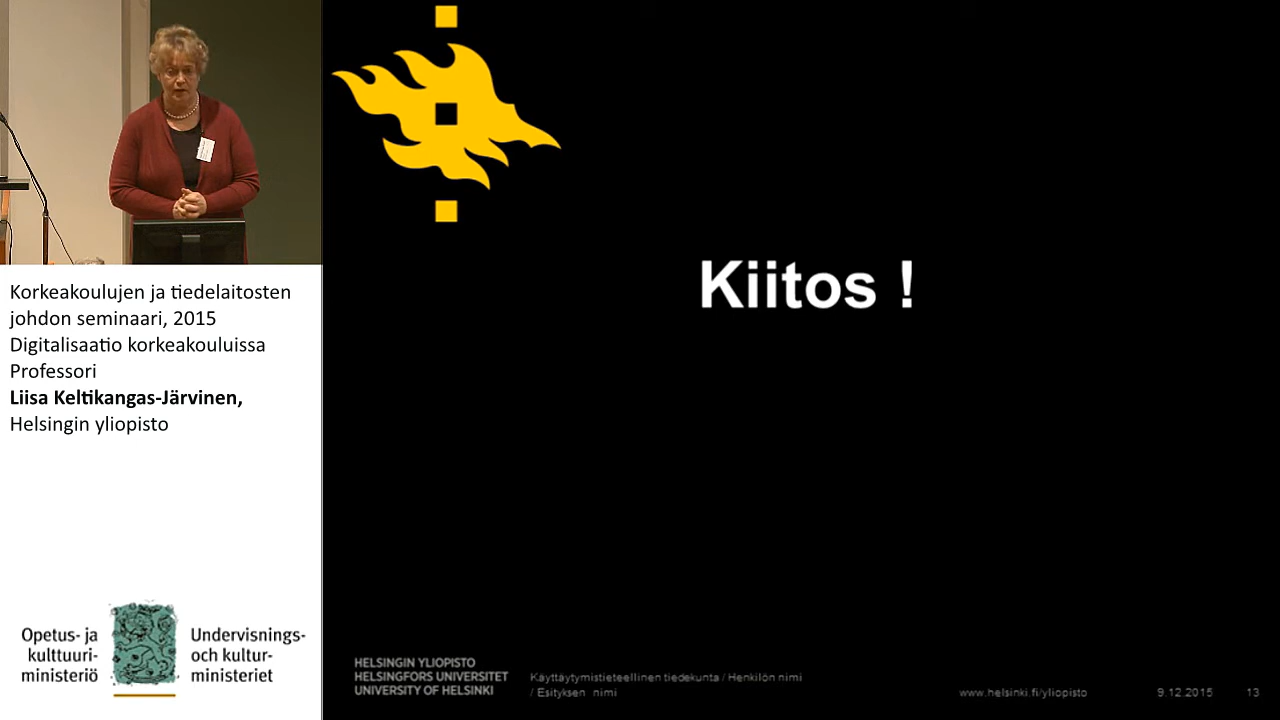 Korkeakoulujen ja tiedelaitosten
johdon seminaari, 2015
Digitalisaatio korkeakouluissa
Professori
Liisa Keltikangas-Järvinen,
Helsingin yliopisto
Opetus- ja
kulttuuri-
ministeriö
Undervisnings-
och kultur-
ministeriet
Kiitos !
HELSINGIN YLIOPISTO
HELSINGFORS UNIVERSITET
UNIVERSITY OF HELSINKI
Käyttäytymistieteellinen tiedekunta / Henkilön nimi
/ Esityksen nimi
www.helsinki.fi/yliopisto
9.12.2015
13